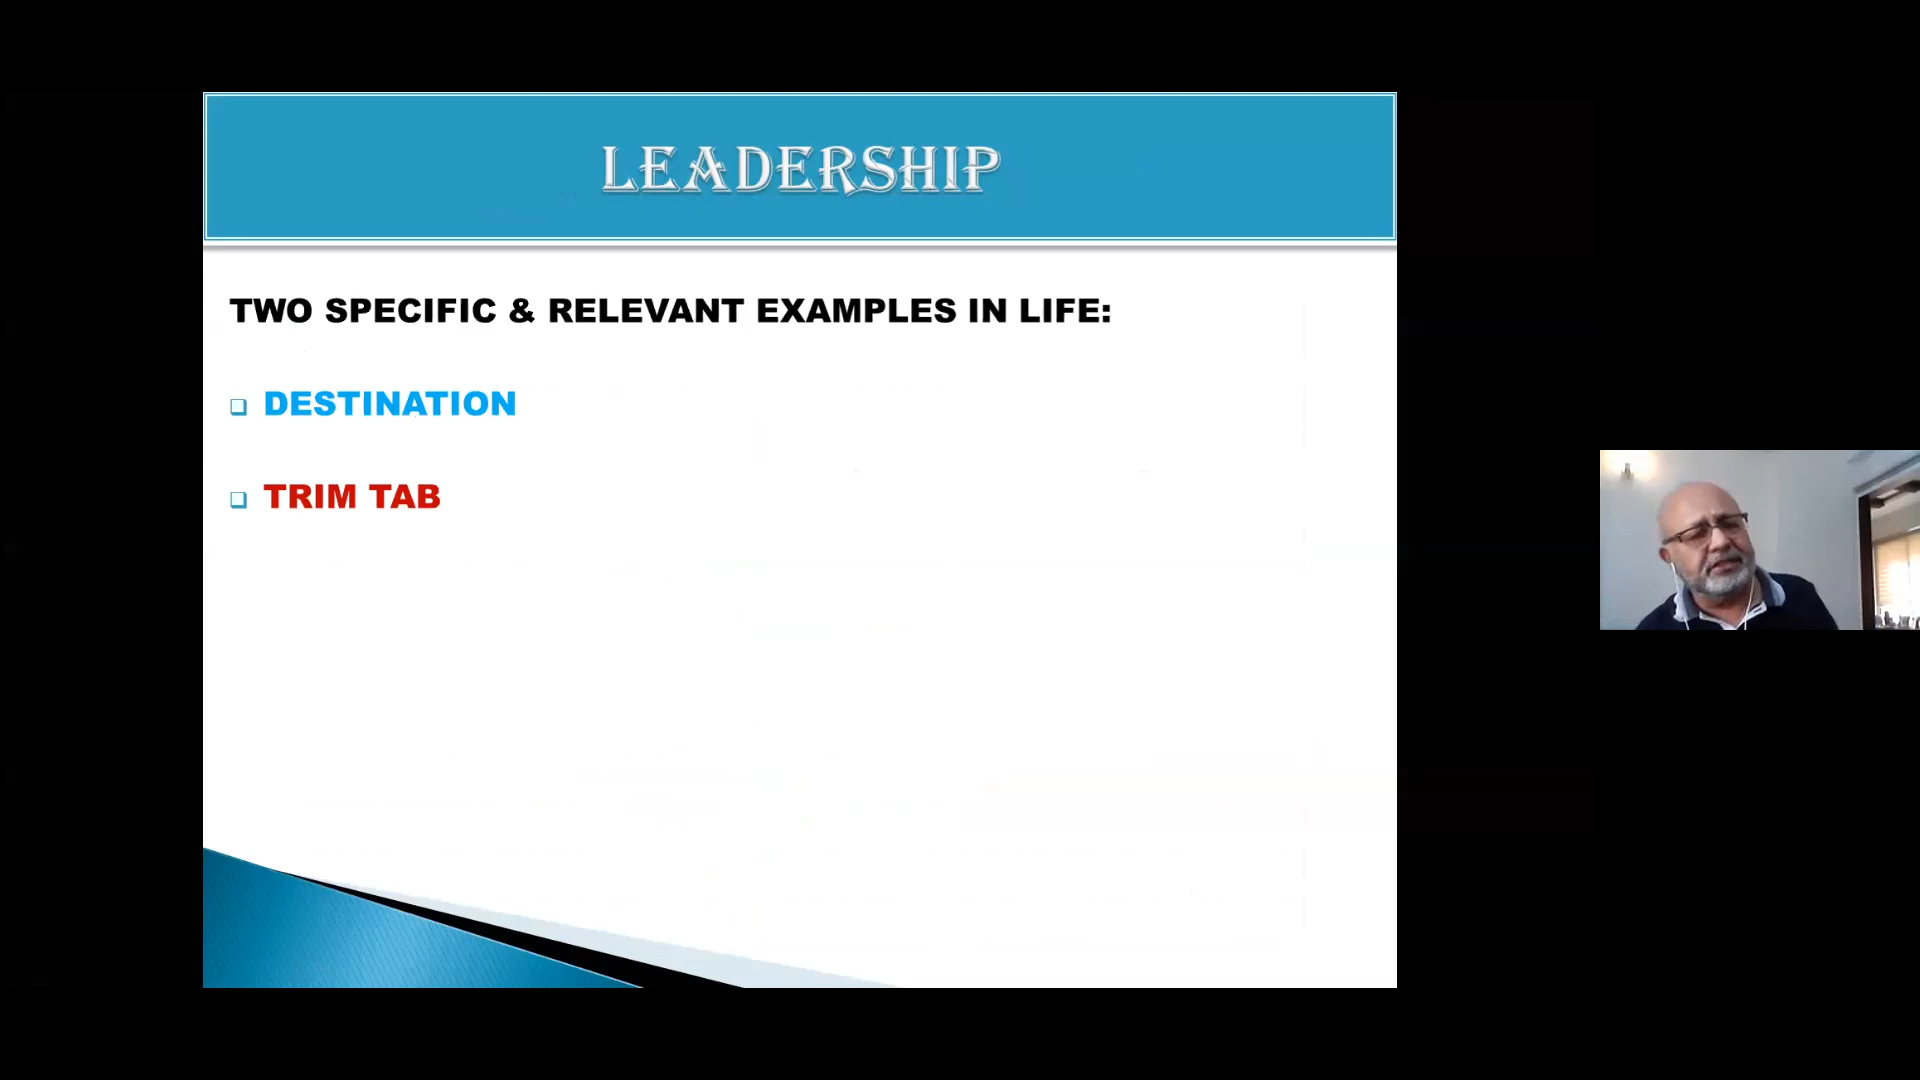 LEADERSHIP
TWO SPECIFIC & RELEVANT EXAMPLES IN LIFE:
DESTINATION
TRIM TAB